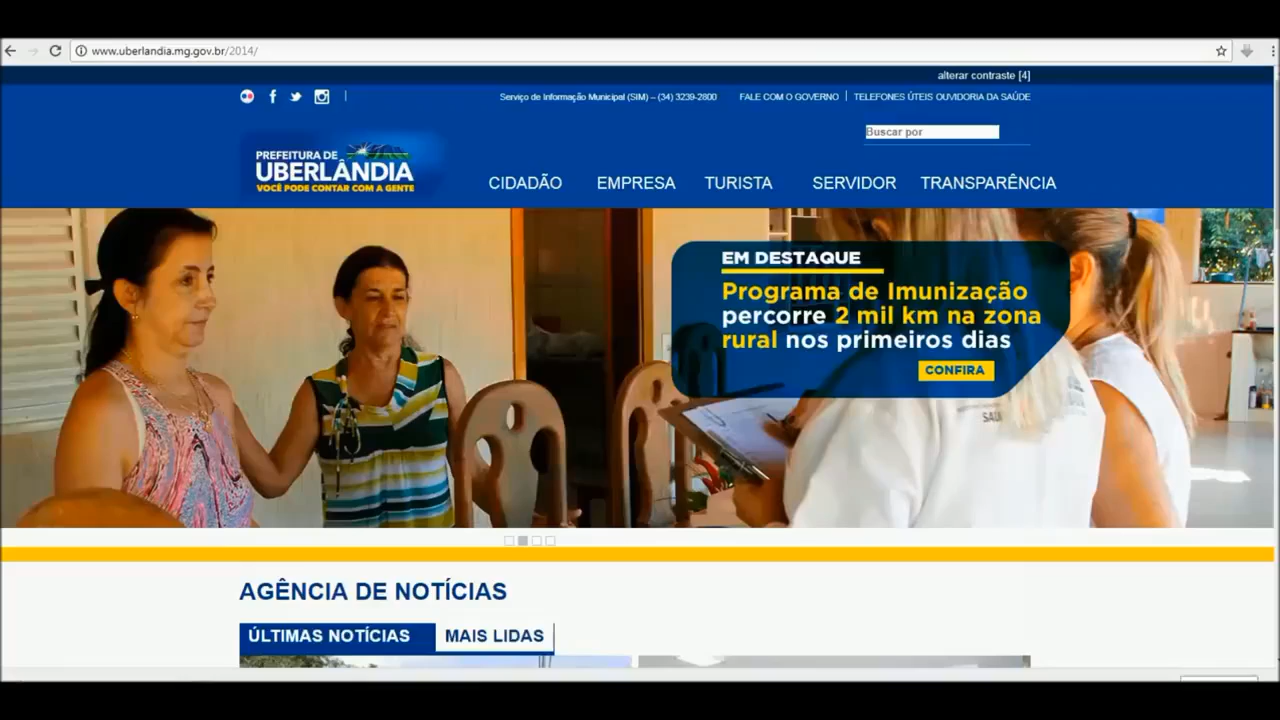 www.uberlandia.mg.gov.br/2014/
alterar contraste [4]
Serviço de Informação Municipal (SIM) – (34) 3239-2800
FALE COM O GOVERNO
TELEFONES ÚTEIS OUVIDORIA DA SAÚDE
Buscar por
PREFEITURA DE
UBERLÂNDIA
VOCÊ PODE CONTAR COM A GENTE
CIDADÃO EMPRESA TURISTA SERVIDOR TRANSPARÊNCIA
EM DESTAQUE
Programa de Imunização
percorre 2 mil km na zona
rural nos primeiros dias
CONFIRA
AGÊNCIA DE NOTÍCIAS
ÚLTIMAS NOTÍCIAS MAIS LIDAS